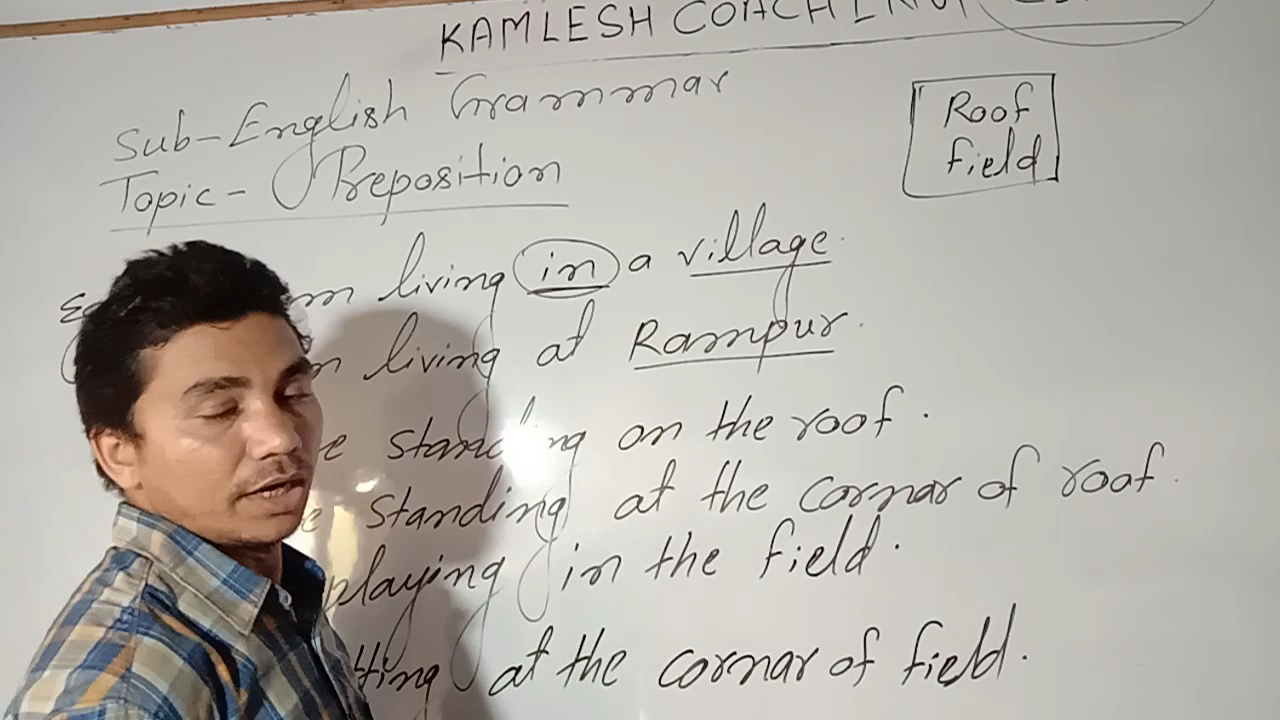 KAMLESH COACHING
Sub-English Grammar
Topic- Preposition
Roof
field
living in a village.
living at Rampur.
standing on the roof.
standing at the cornar of roof.
playing in the field.
at the cornar of field.